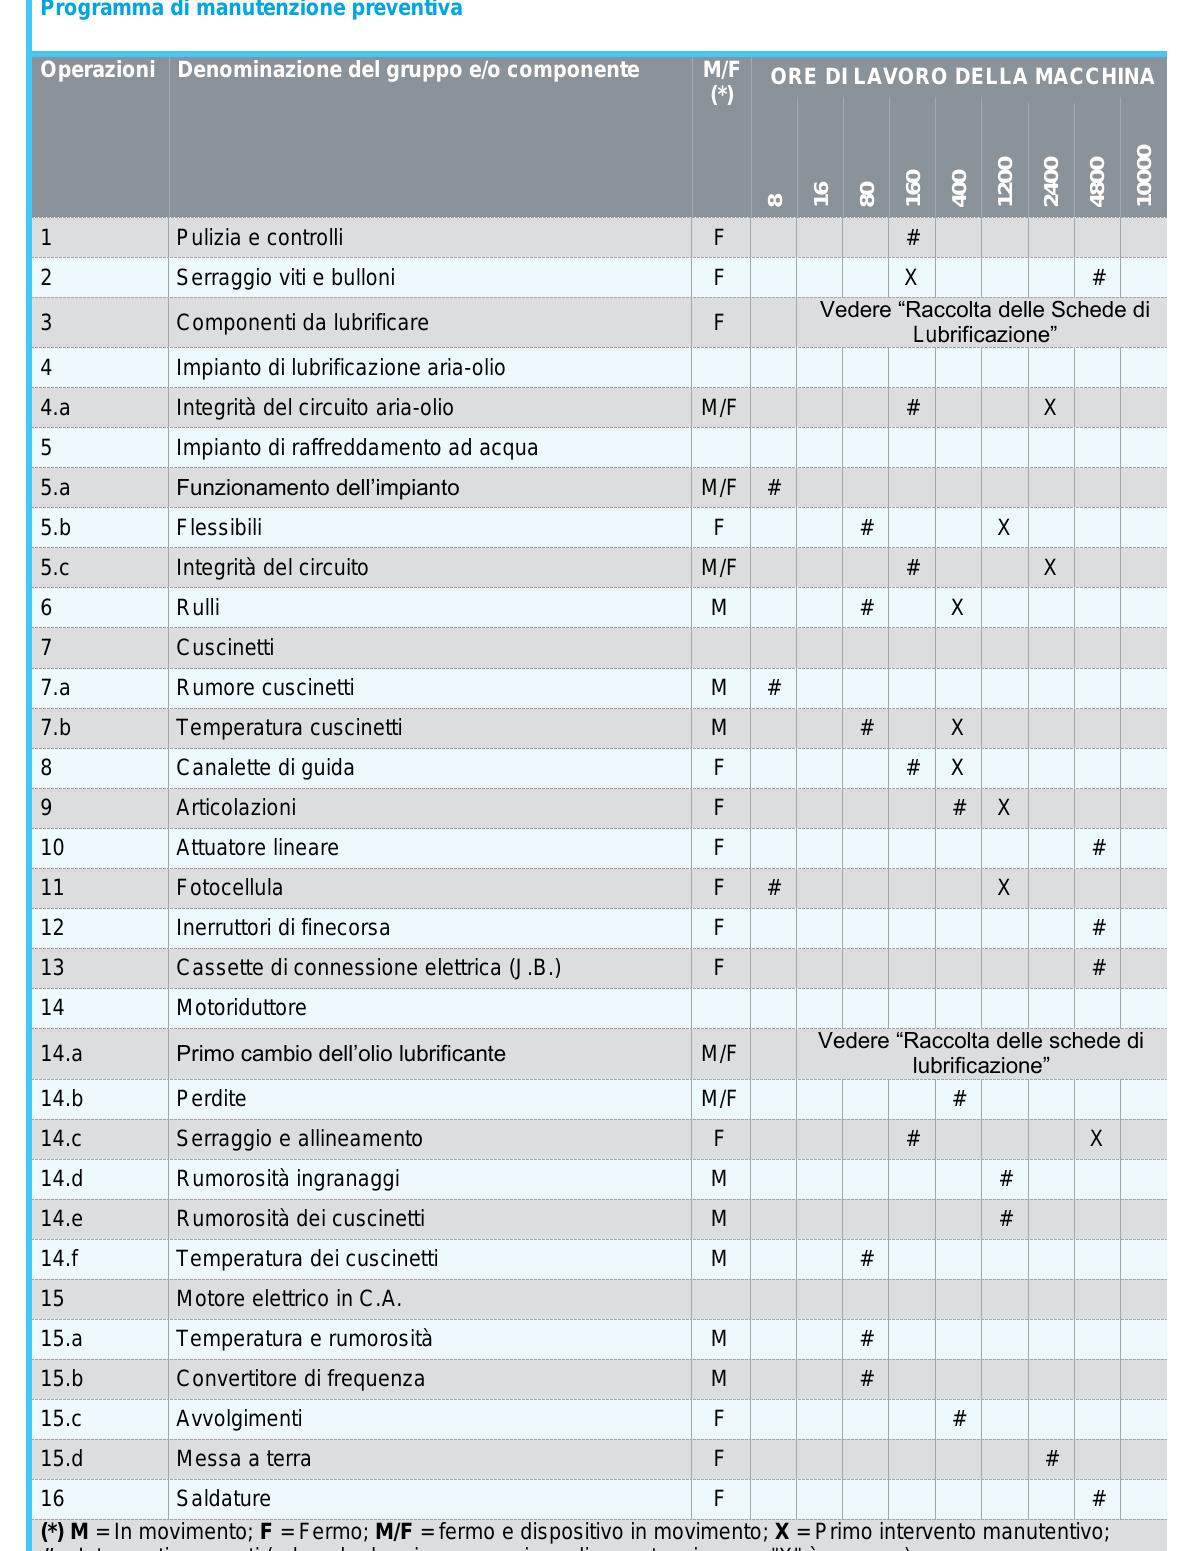 Programma di manutenzione preventiva
Operazioni Denominazione del gruppo e/o componente M/F (*) ORE DI LAVORO DELLA MACCHINA
8 16 80 160 400 1200 2400 4800 10000
1 Pulizia e controlli F #
2 Serraggio viti e bulloni F X #
3 Componenti da lubrificare F Vedere “Raccolta delle Schede di
Lubrificazione”
4 Impianto di lubrificazione aria-olio
4.a Integrità del circuito aria-olio M/F # X
5 Impianto di raffreddamento ad acqua
5.a Funzionamento dell’impianto M/F #
5.b Flessibili F # X
5.c Integrità del circuito M/F # X
6 Rulli M # X
7 Cuscinetti
7.a Rumore cuscinetti M #
7.b Temperatura cuscinetti M # X
8 Canalette di guida F # X
9 Articolazioni F # X
10 Attuatore lineare F #
11 Fotocellula F # X
12 Inerruttori di finecorsa F #
13 Cassette di connessione elettrica (J.B.) F #
14 Motoriduttore
14.a Primo cambio dell’olio lubrificante M/F Vedere “Raccolta delle schede di
lubrificazione”
14.b Perdite M/F #
14.c Serraggio e allineamento F # X
14.d Rumorosità ingranaggi M #
14.e Rumorosità dei cuscinetti M #
14.f Temperatura dei cuscinetti M #
15 Motore elettrico in C.A.
15.a Temperatura e rumorosità M #
15.b Convertitore di frequenza M #
15.c Avvolgimenti F #
15.d Messa a terra F #
16 Saldature F #
(*) M = In movimento; F = Fermo; M/F = fermo e dispositivo in movimento; X = Primo intervento manutentivo;